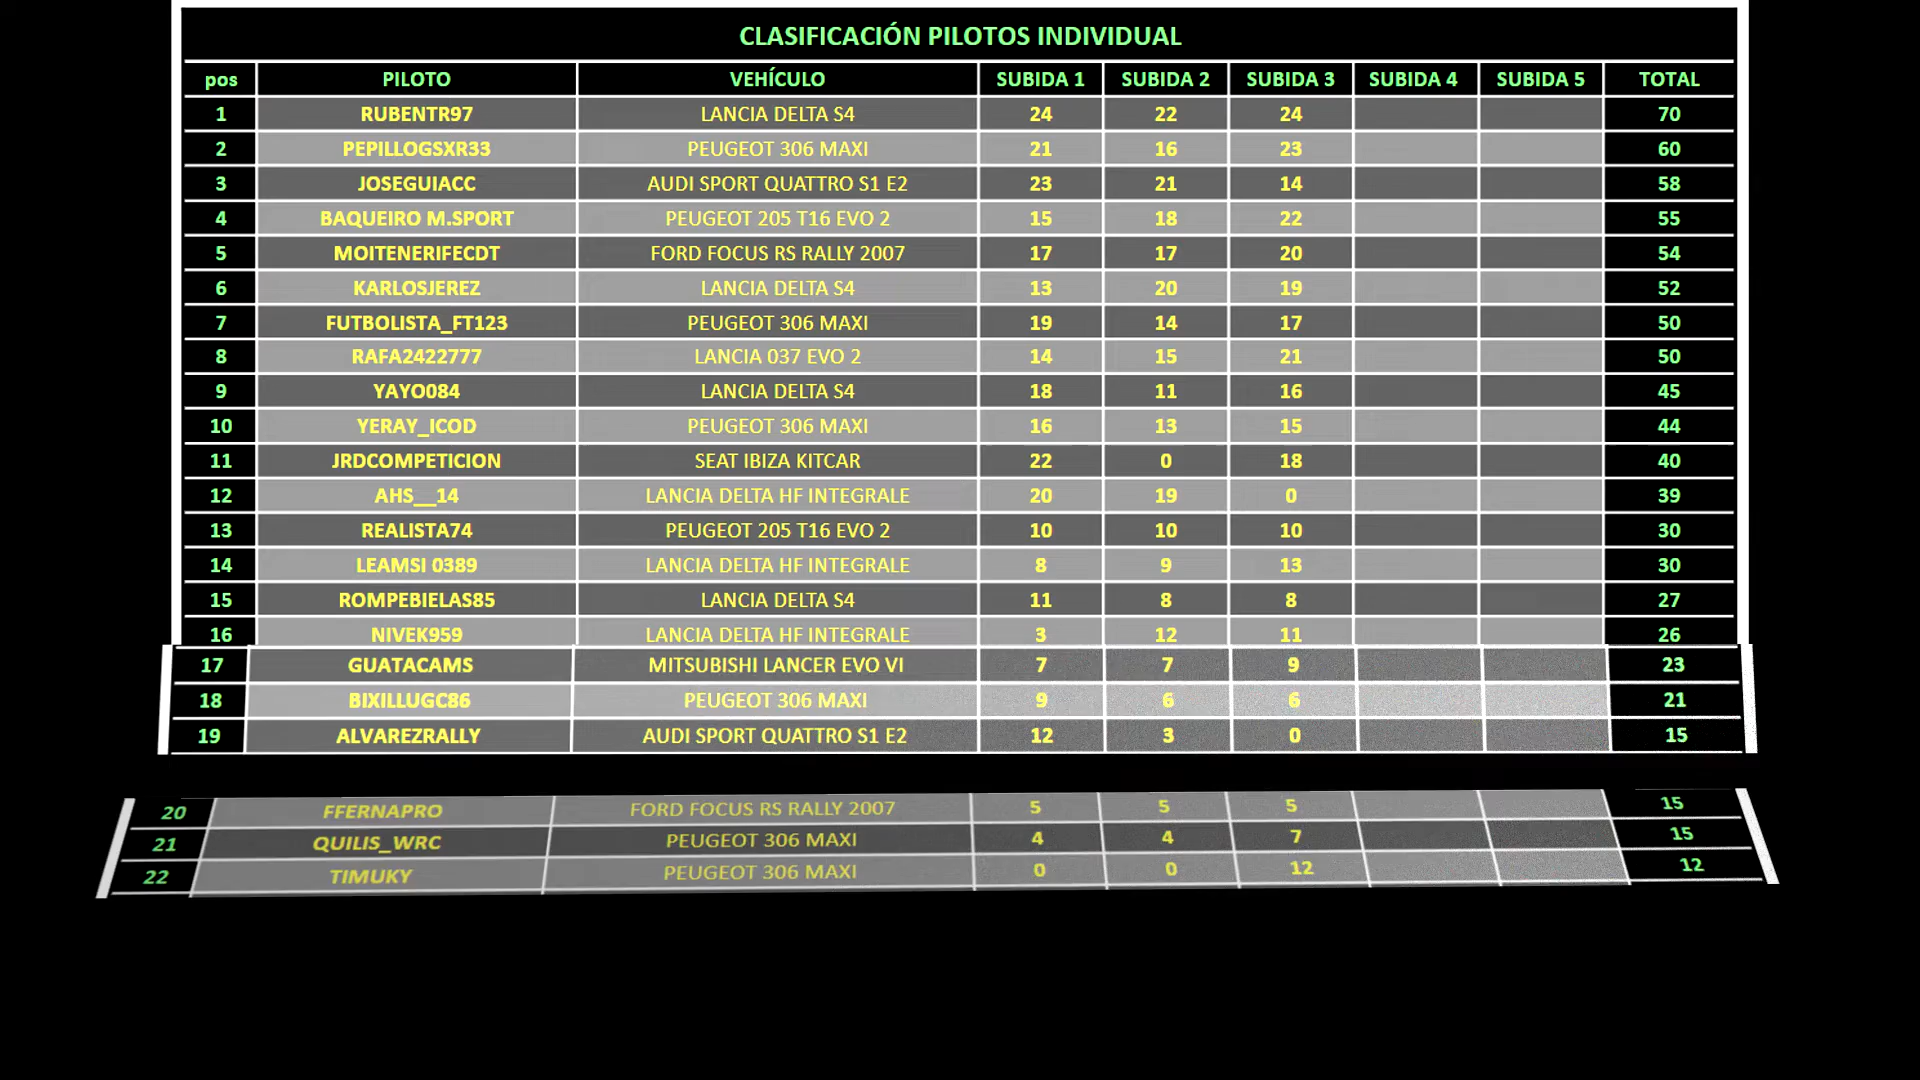 CLASIFICACIÓN PILOTOS INDIVIDUAL
pos PILOTO VEHÍCULO SUBIDA 1 SUBIDA 2 SUBIDA 3 SUBIDA 4 SUBIDA 5 TOTAL
1 RUBENTR97 LANCIA DELTA S4 24 22 24 70
2 PEPILLOGSXR33 PEUGEOT 306 MAXI 21 16 23 60
3 JOSEGUIACC AUDI SPORT QUATTRO S1 E2 23 21 14 58
4 BAQUEIRO M.SPORT PEUGEOT 205 T16 EVO 2 15 18 22 55
5 MOITENERIFECDT FORD FOCUS RS RALLY 2007 17 17 20 54
6 KARLOSJEREZ LANCIA DELTA S4 13 20 19 52
7 FUTBOLISTA_FT123 PEUGEOT 306 MAXI 19 14 17 50
8 RAFA2422777 LANCIA 037 EVO 2 14 15 21 50
9 YAYO084 LANCIA DELTA S4 18 11 16 45
10 YERAY_ICOD PEUGEOT 306 MAXI 16 13 15 44
11 JRDCOMPETICION SEAT IBIZA KITCAR 22 0 18 40
12 AHS__14 LANCIA DELTA HF INTEGRALE 20 19 0 39
13 REALISTA74 PEUGEOT 205 T16 EVO 2 10 10 10 30
14 LEAMSI 0389 LANCIA DELTA HF INTEGRALE 8 9 13 30
15 ROMPEBIELAS85 LANCIA DELTA S4 11 8 8 27
16 NIVEK959 LANCIA DELTA HF INTEGRALE 3 12 11 26
17 GUATACAMS MITSUBISHI LANCER EVO VI 7 7 9 23
18 BIXILLUGC86 PEUGEOT 306 MAXI 9 6 6 21
19 ALVAREZRALLY AUDI SPORT QUATTRO S1 E2 12 3 0 15
20 FFERNAPRO FORD FOCUS RS RALLY 2007 5 5 5 15
21 QUILIS_WRC PEUGEOT 306 MAXI 4 4 7 15
22 TIMUKY PEUGEOT 306 MAXI 0 0 12 12